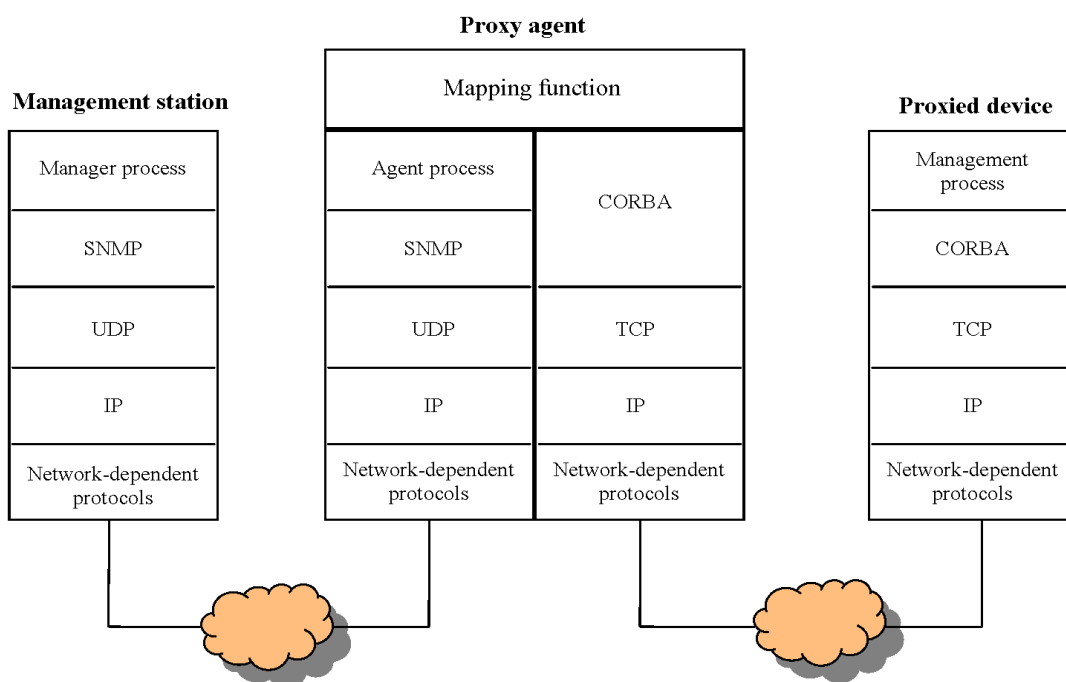 Proxy agent
Mapping function
Management station
Manager process
SNMP
UDP
IP
Network-dependent
protocols
Agent process
SNMP
UDP
IP
Network-dependent
protocols
CORBA
TCP
IP
Network-dependent
protocols
Proxied device
Management
process
CORBA
TCP
IP
Network-dependent
protocols